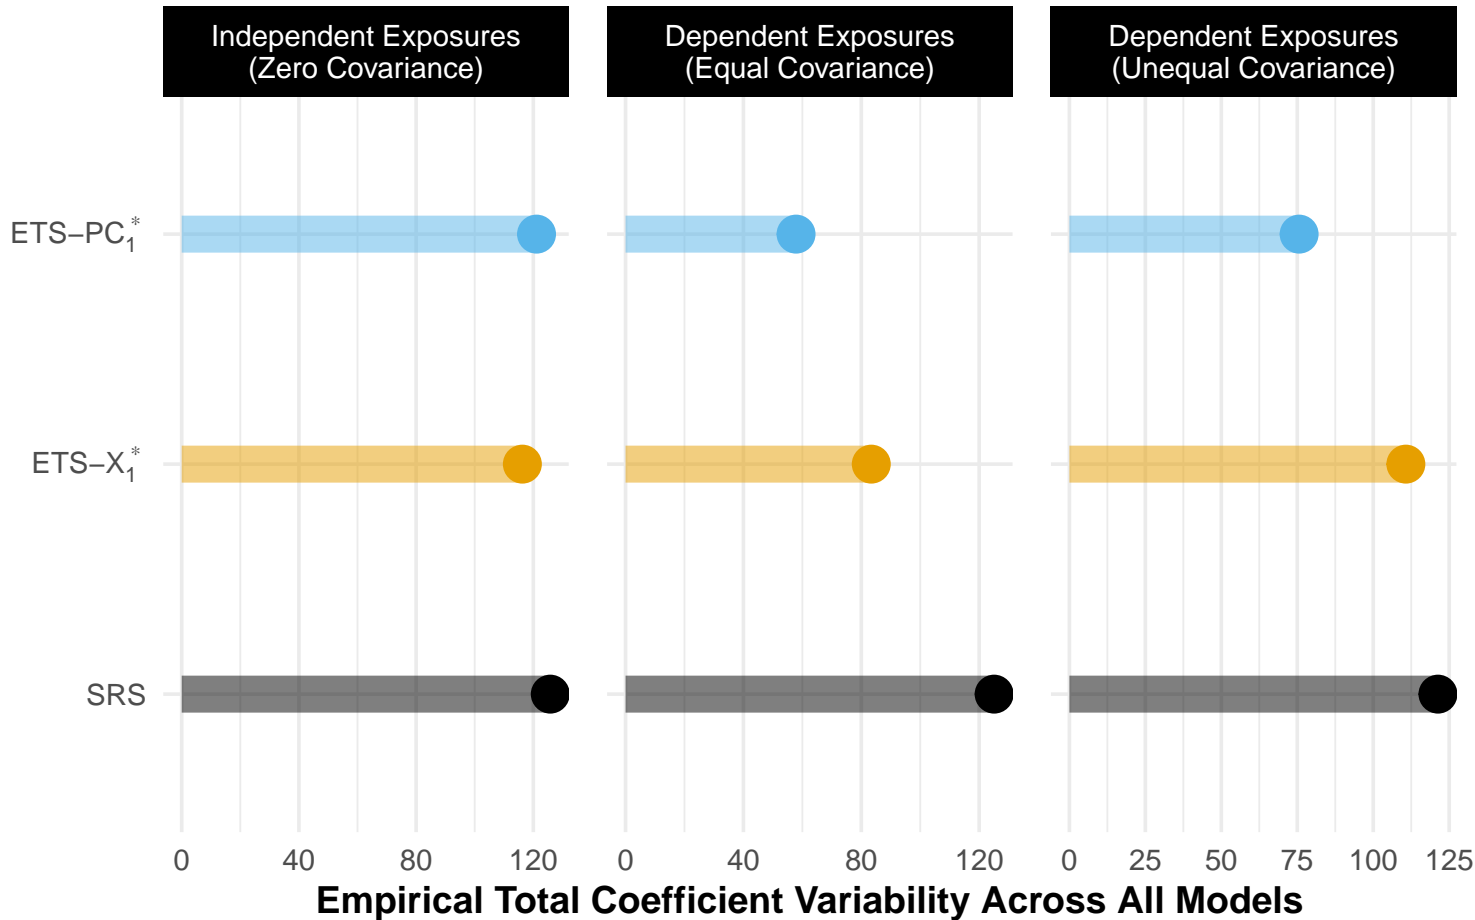 Independent Exposures
(Zero Covariance)
Dependent Exposures
(Equal Covariance)
Dependent Exposures
(Unequal Covariance)
ETS−PC₁*
ETS−X₁*
SRS
0 40 80 120
0 40 80 120
0 25 50 75 100 125
Empirical Total Coefficient Variability Across All Models